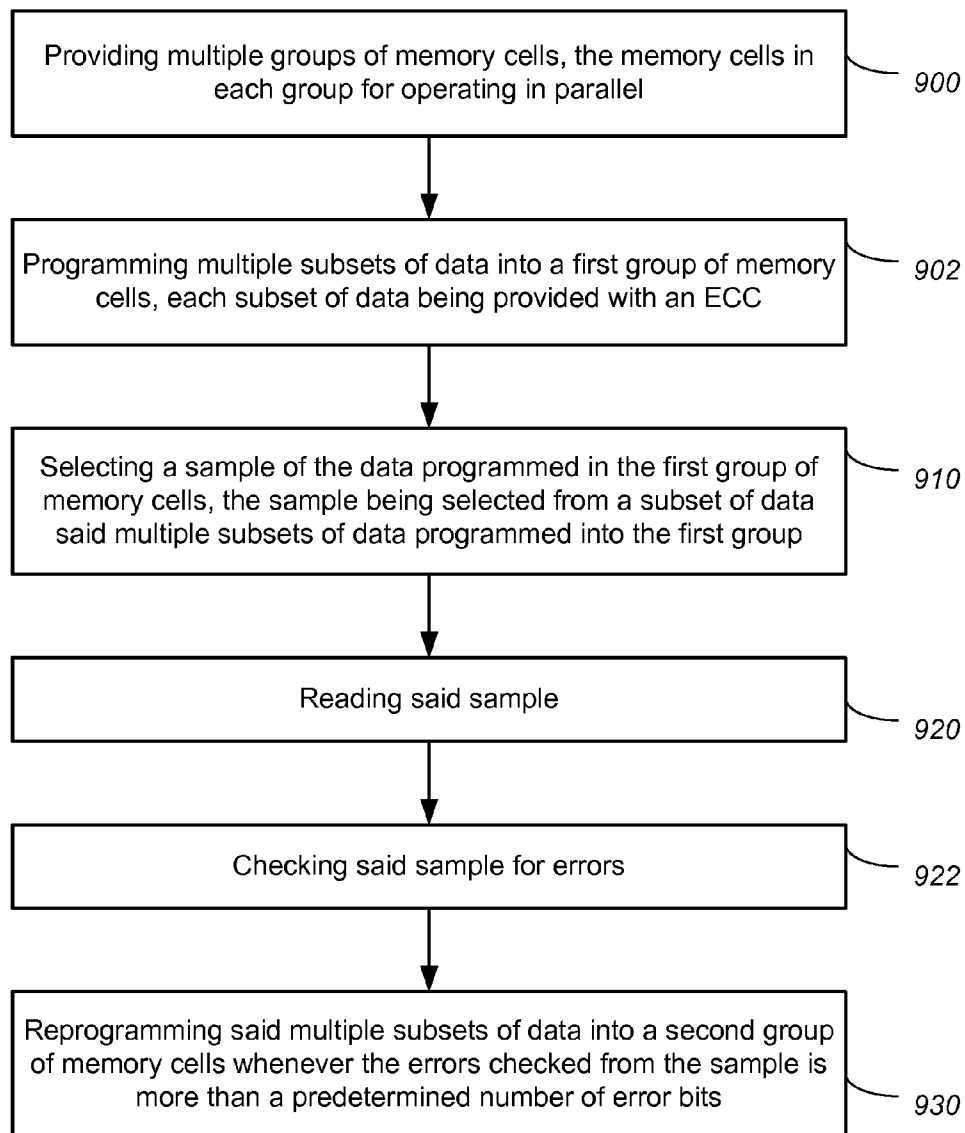 Providing multiple groups of memory cells, the memory cells in
each group for operating in parallel
900
Programming multiple subsets of data into a first group of memory
cells, each subset of data being provided with an ECC
902
Selecting a sample of the data programmed in the first group of
memory cells, the sample being selected from a subset of data
said multiple subsets of data programmed into the first group
910
Reading said sample
920
Checking said sample for errors
922
Reprogramming said multiple subsets of data into a second group
of memory cells whenever the errors checked from the sample is
more than a predetermined number of error bits
930